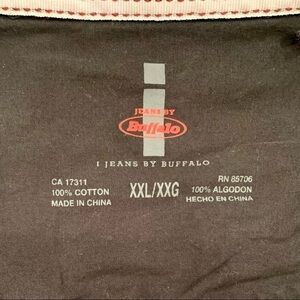 JEANS BY
Buffalo
I JEANS BY BUFFALO
CA 17311
100% COTTON
MADE IN CHINA
XXL/XXG
RN 85706
100% ALGODON
HECHO EN CHINA